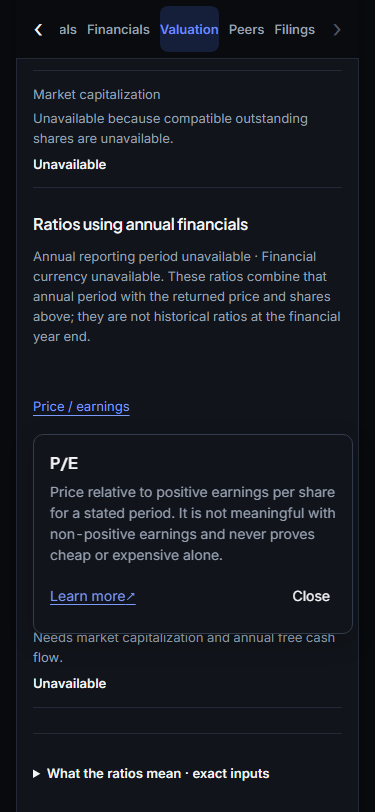 als Financials Valuation Peers Filings
Market capitalization
Unavailable because compatible outstanding
shares are unavailable.
Unavailable
Ratios using annual financials
Annual reporting period unavailable · Financial
currency unavailable. These ratios combine that
annual period with the returned price and shares
above; they are not historical ratios at the financial
year end.
Price / earnings
P/E
Price relative to positive earnings per share
for a stated period. It is not meaningful with
non-positive earnings and never proves
cheap or expensive alone.
Learn more↗ Close
Needs market capitalization and annual free cash
flow.
Unavailable
What the ratios mean · exact inputs